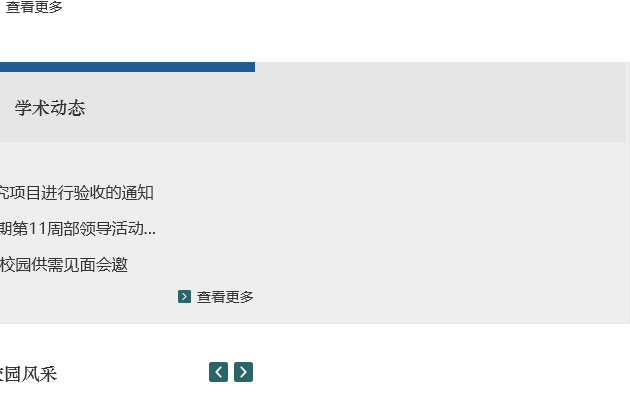 查看更多
学术动态
究项目进行验收的通知
期第11周部领导活动...
校园供需见面会邀
查看更多
校园风采